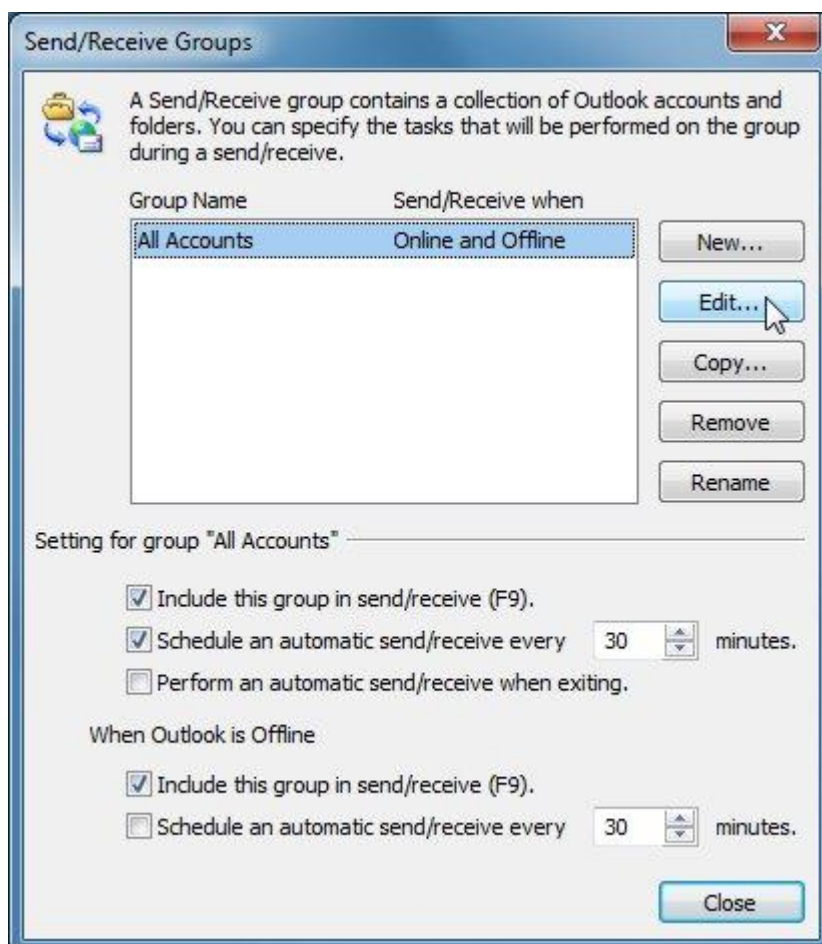 Send/Receive Groups
A Send/Receive group contains a collection of Outlook accounts and
folders. You can specify the tasks that will be performed on the group
during a send/receive.
Group Name Send/Receive when
All Accounts Online and Offline
New...
Edit...
Copy...
Remove
Rename
Setting for group "All Accounts"
Include this group in send/receive (F9).
Schedule an automatic send/receive every 30 minutes.
Perform an automatic send/receive when exiting.
When Outlook is Offline
Include this group in send/receive (F9).
Schedule an automatic send/receive every 30 minutes.
Close